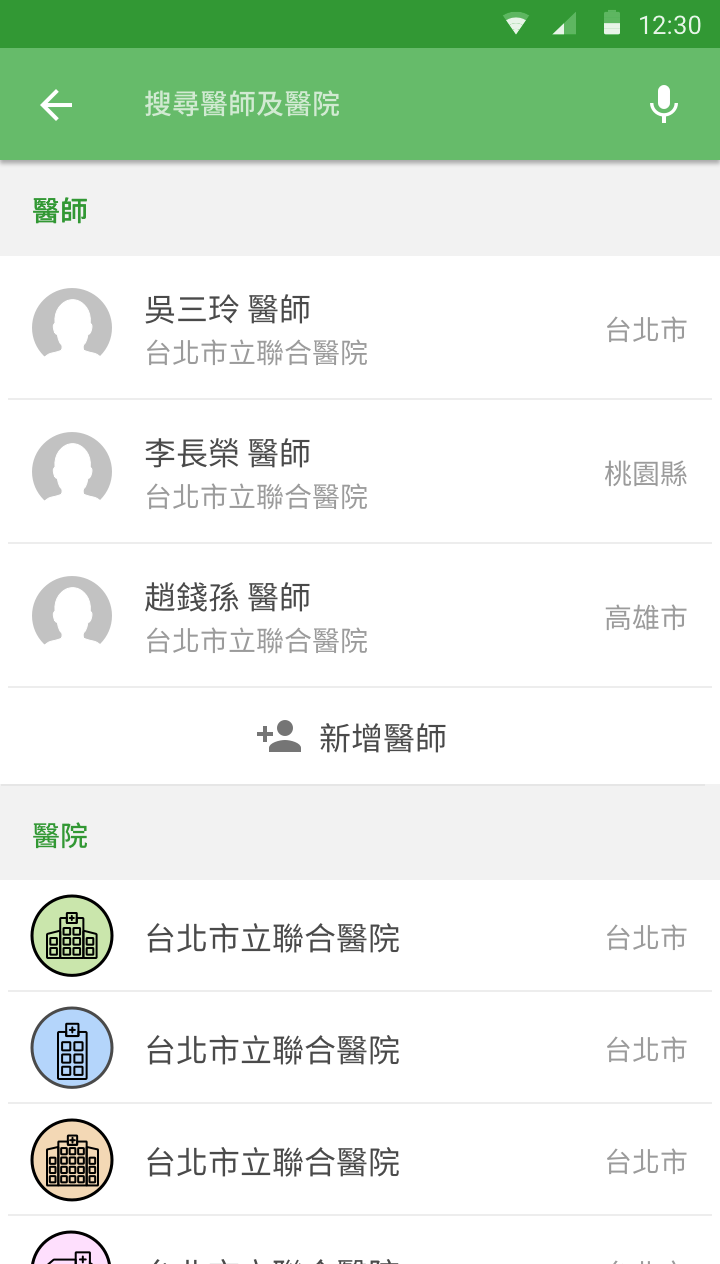 12:30
搜尋醫師及醫院
醫師
吳三玲 醫師
台北市立聯合醫院
台北市
李長榮 醫師
台北市立聯合醫院
桃園縣
趙錢孫 醫師
台北市立聯合醫院
高雄市
新增醫師
醫院
台北市立聯合醫院
台北市
台北市立聯合醫院
台北市
台北市立聯合醫院
台北市